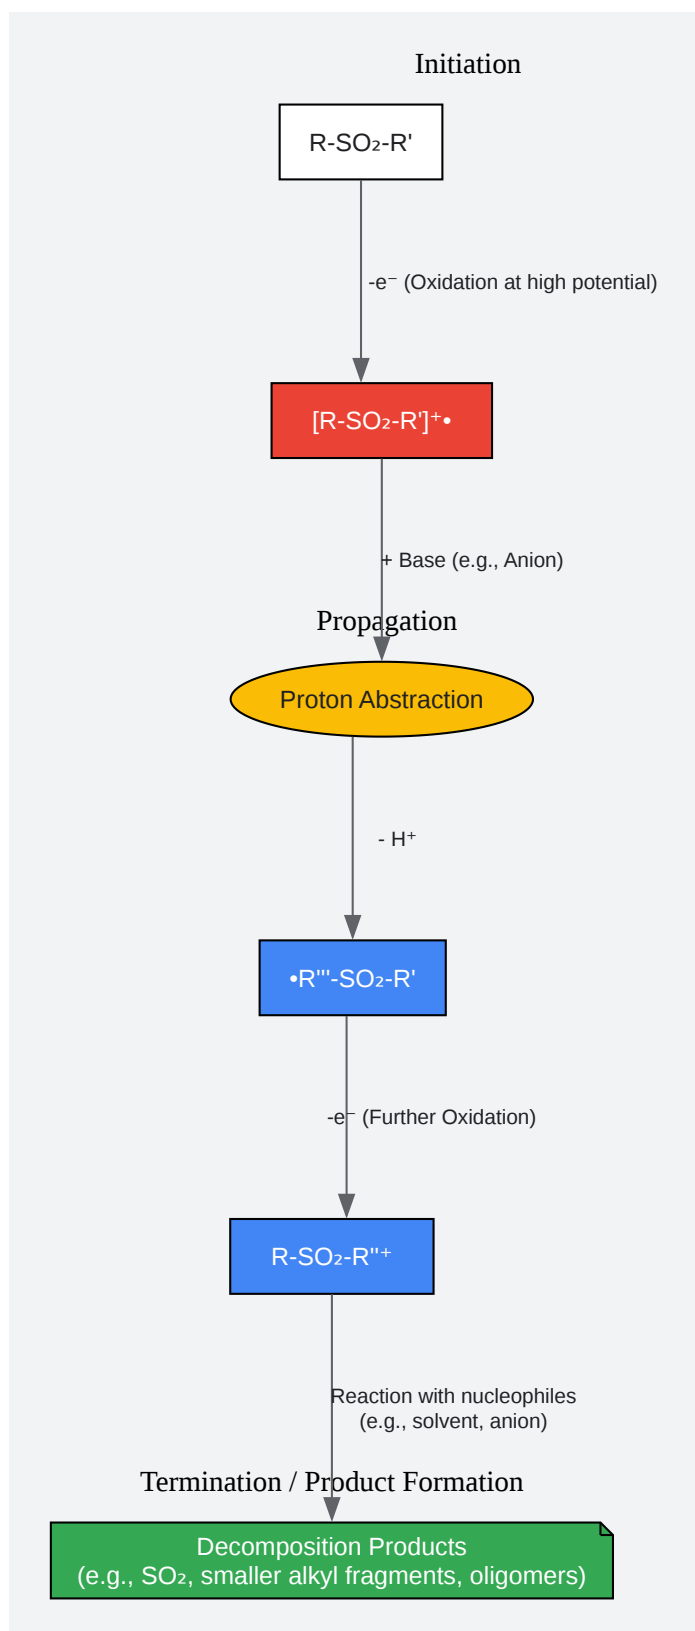 Initiation
R-SO₂-R'
-e⁻ (Oxidation at high potential)
[R-SO₂-R']⁺•
+ Base (e.g., Anion)
Propagation
Proton Abstraction
- H⁺
•R'''-SO₂-R'
-e⁻ (Further Oxidation)
R-SO₂-R''⁺
Reaction with nucleophiles
(e.g., solvent, anion)
Termination / Product Formation
Decomposition Products
(e.g., SO₂, smaller alkyl fragments, oligomers)